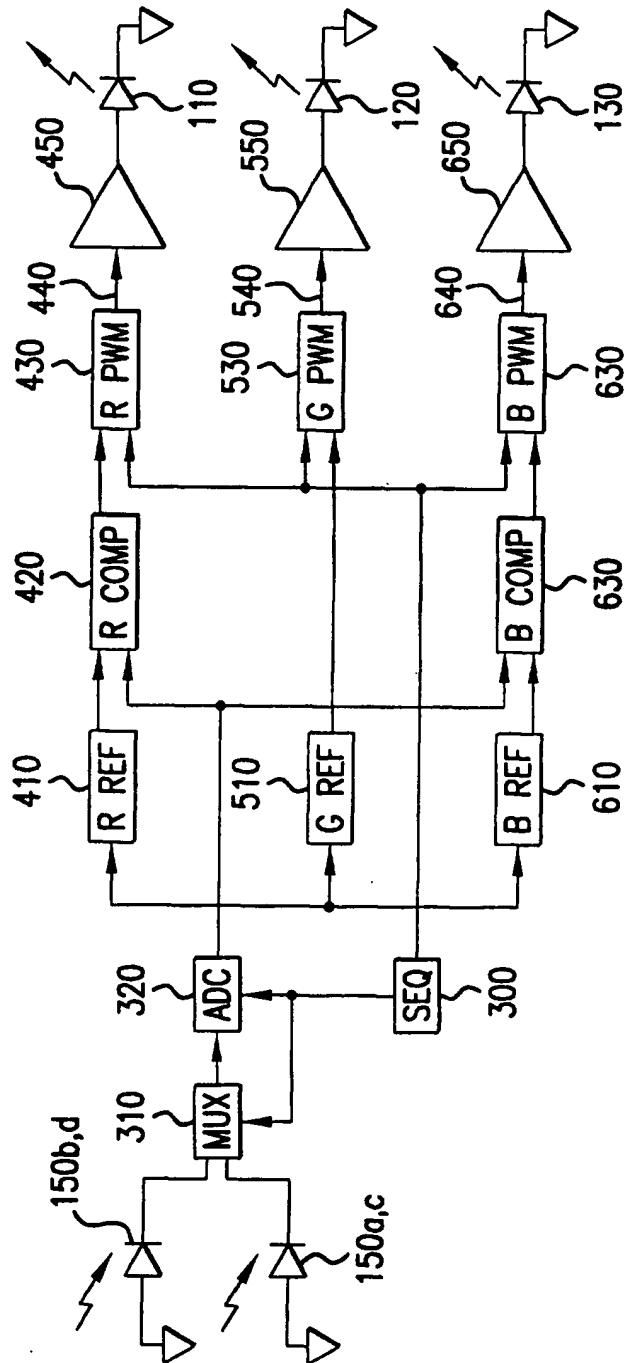 150b,d
150a,c
310
MUX
320
ADC
SEQ
300
410
R REF
510
G REF
B REF
610
420
R COMP
B COMP
630
430
R PWM
440
450
110
530
G PWM
540
550
120
B PWM
630
640
650
130